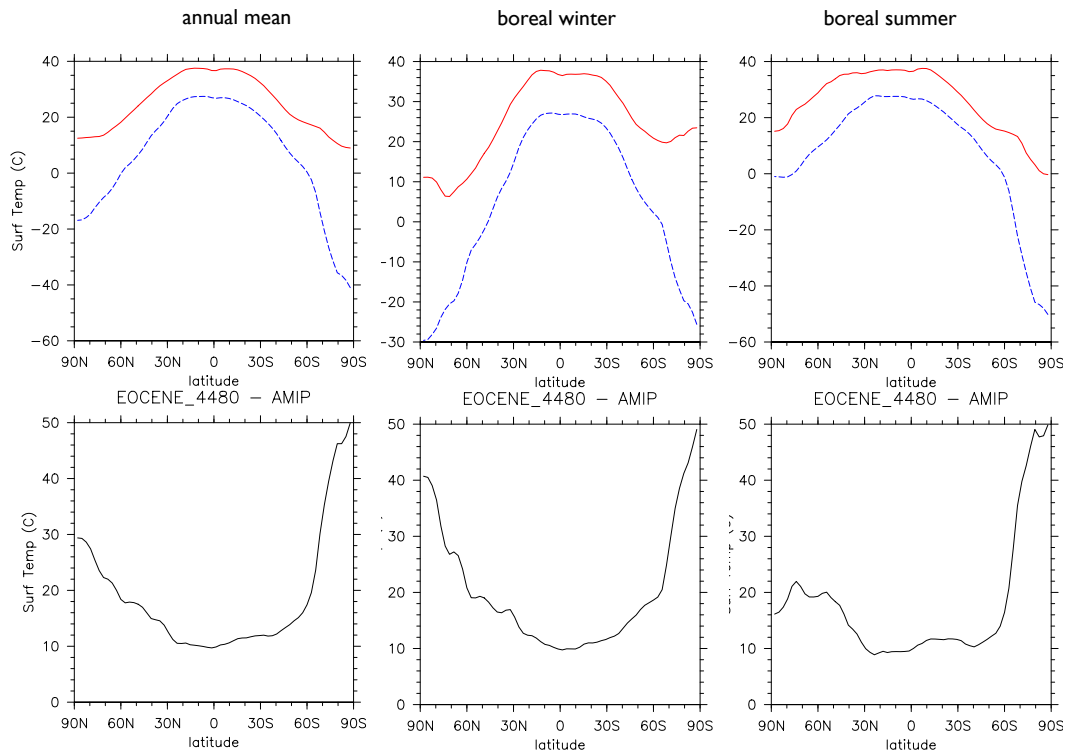 annual mean
boreal winter
boreal summer
40
20
0
−20
−40
−60
Surf Temp (C)
90N 60N 30N 0 30S 60S 90S
latitude
40
30
20
10
0
-10
-20
-30
90N 60N 30N 0 30S 60S 90S
latitude
40
20
0
−20
−40
−60
90N 60N 30N 0 30S 60S 90S
latitude
EOCENE_4480 − AMIP
50
40
30
20
10
0
Surf Temp (C)
90N 60N 30N 0 30S 60S 90S
latitude
EOCENE_4480 − AMIP
50
40
30
20
10
0
90N 60N 30N 0 30S 60S 90S
latitude
EOCENE_4480 − AMIP
50
40
30
20
10
0
90N 60N 30N 0 30S 60S 90S
latitude